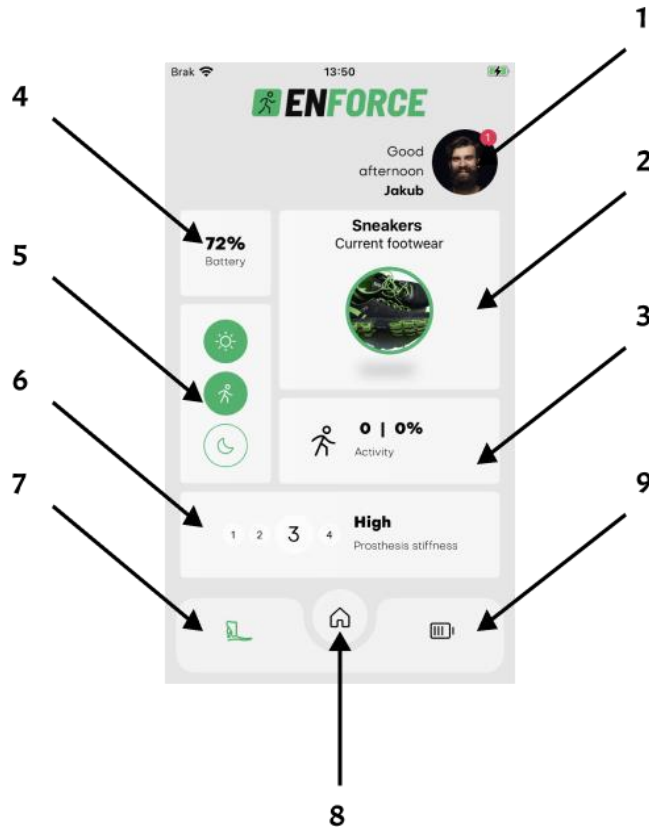 1
Brak 13:50
4
ENFORCE
1
Good
afternoon
Jakub
2
72%
Battery
Sneakers
Current footwear
5
3
6
0 | 0%
Activity
7
9
1 2 3 4
High
Prosthesis stiffness
8